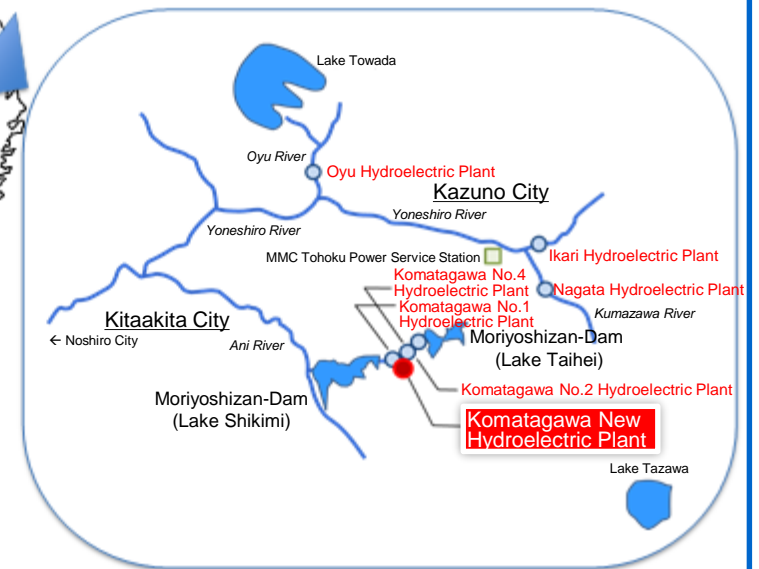 Lake Towada
Oyu River
Oyu Hydroelectric Plant
Kazuno City
Yoneshiro River
Yoneshiro River
MMC Tohoku Power Service Station
Ikari Hydroelectric Plant
Komatagawa No.4
Hydroelectric Plant
Nagata Hydroelectric Plant
Komatagawa No.1
Hydroelectric Plant
Kumazawa River
Kitaakita City
← Noshiro City
Ani River
Moriyoshizan-Dam
(Lake Taihei)
Moriyoshizan-Dam
(Lake Shikimi)
Komatagawa No.2 Hydroelectric Plant
Komatagawa New
Hydroelectric Plant
Lake Tazawa